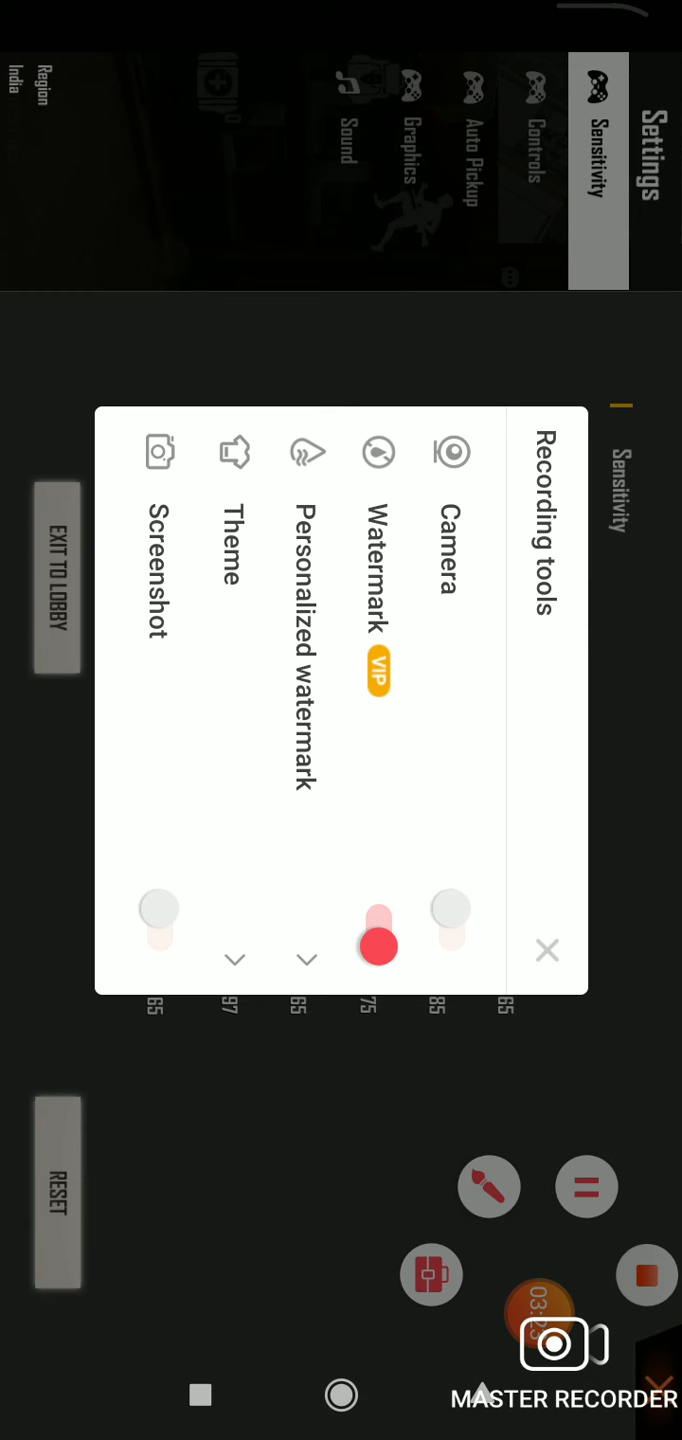 Settings
Sensitivity
Controls
Auto Pickup
Graphics
Sound
Region
India
Sensitivity
Recording tools
Camera
Watermark VIP
Personalized watermark
Theme
Screenshot
65
85
75
65
97
65
EXIT TO LOBBY
RESET
MASTER RECORDER